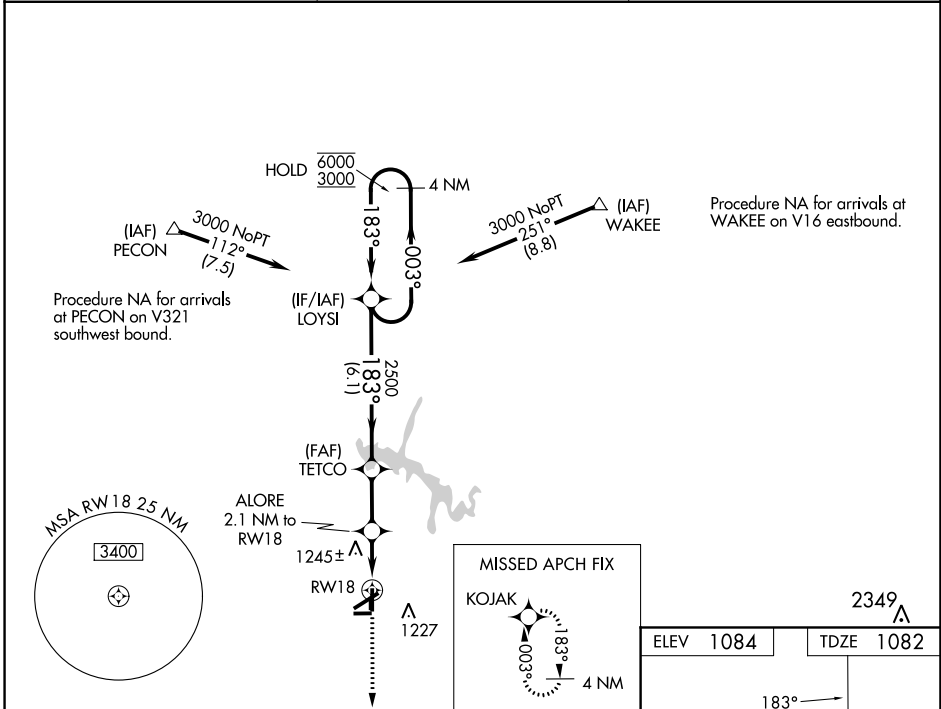 HOLD
6000
3000
4 NM
183°
003°
(IAF)
PECON
3000 NoPT
112°
(7.5)
3000 NoPT
251°
(8.8)
(IAF)
WAKEE
Procedure NA for arrivals at
WAKEE on V16 eastbound.
Procedure NA for arrivals
at PECON on V321
southwest bound.
(IF/IAF)
LOYSI
2500
183°
(6.1)
(FAF)
TETCO
ALORE
2.1 NM to
RW18
1245±
RW18
1227
MSA RW18 25 NM
3400
MISSED APCH FIX
KOJAK
183°
003°
4 NM
2349
ELEV 1084
TDZE 1082
183°